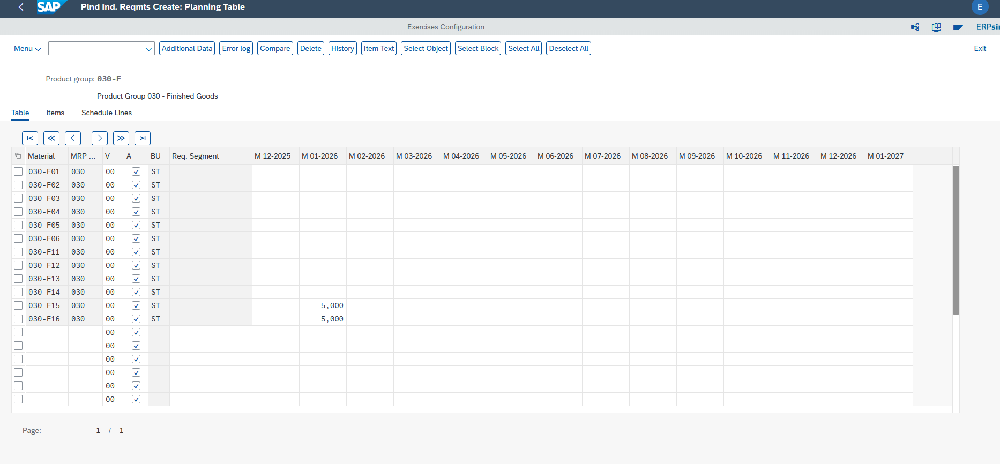 SAP Plnd Ind. Reqmts Create: Planning Table E
Exercises Configuration ERPsi
Menu Additional Data Error log Compare Delete History Item Text Select Object Select Block Select All Deselect All Exit
Product group: 030-F
Product Group 030 - Finished Goods
Table Items Schedule Lines
Material MRP ... V A BU Req. Segment M 12-2025 M 01-2026 M 02-2026 M 03-2026 M 04-2026 M 05-2026 M 06-2026 M 07-2026 M 08-2026 M 09-2026 M 10-2026 M 11-2026 M 12-2026 M 01-2027
030-F01 030 00 ST
030-F02 030 00 ST
030-F03 030 00 ST
030-F04 030 00 ST
030-F05 030 00 ST
030-F06 030 00 ST
030-F11 030 00 ST
030-F12 030 00 ST
030-F13 030 00 ST
030-F14 030 00 ST
030-F15 030 00 ST 5,000
030-F16 030 00 ST 5,000
00
00
00
00
00
00
Page: 1 / 1